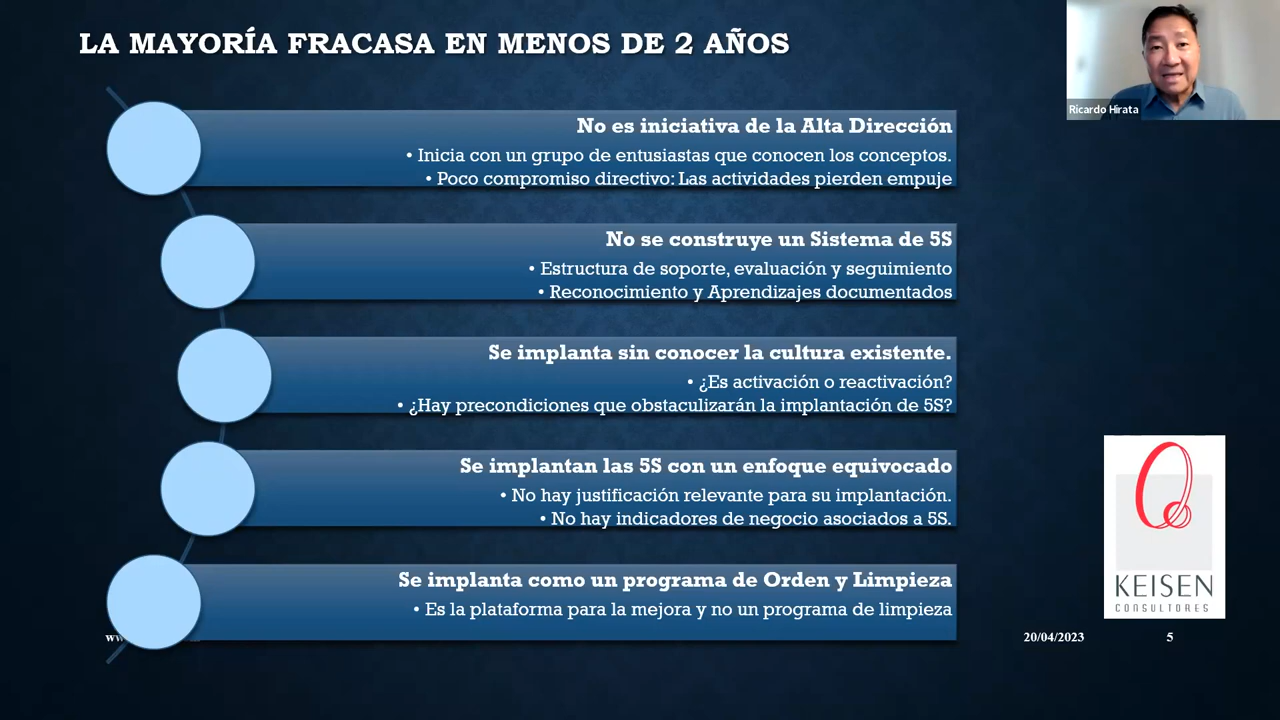 LA MAYORÍA FRACASA EN MENOS DE 2 AÑOS
Ricardo Hirata
No es iniciativa de la Alta Dirección
• Inicia con un grupo de entusiastas que conocen los conceptos.
• Poco compromiso directivo: Las actividades pierden empuje
No se construye un Sistema de 5S
• Estructura de soporte, evaluación y seguimiento
• Reconocimiento y Aprendizajes documentados
Se implanta sin conocer la cultura existente.
• ¿Es activación o reactivación?
• ¿Hay precondiciones que obstaculizarán la implantación de 5S?
Se implantan las 5S con un enfoque equivocado
• No hay justificación relevante para su implantación.
• No hay indicadores de negocio asociados a 5S.
Se implanta como un programa de Orden y Limpieza
• Es la plataforma para la mejora y no un programa de limpieza
KEISEN
CONSULTORES
20/04/2023
5